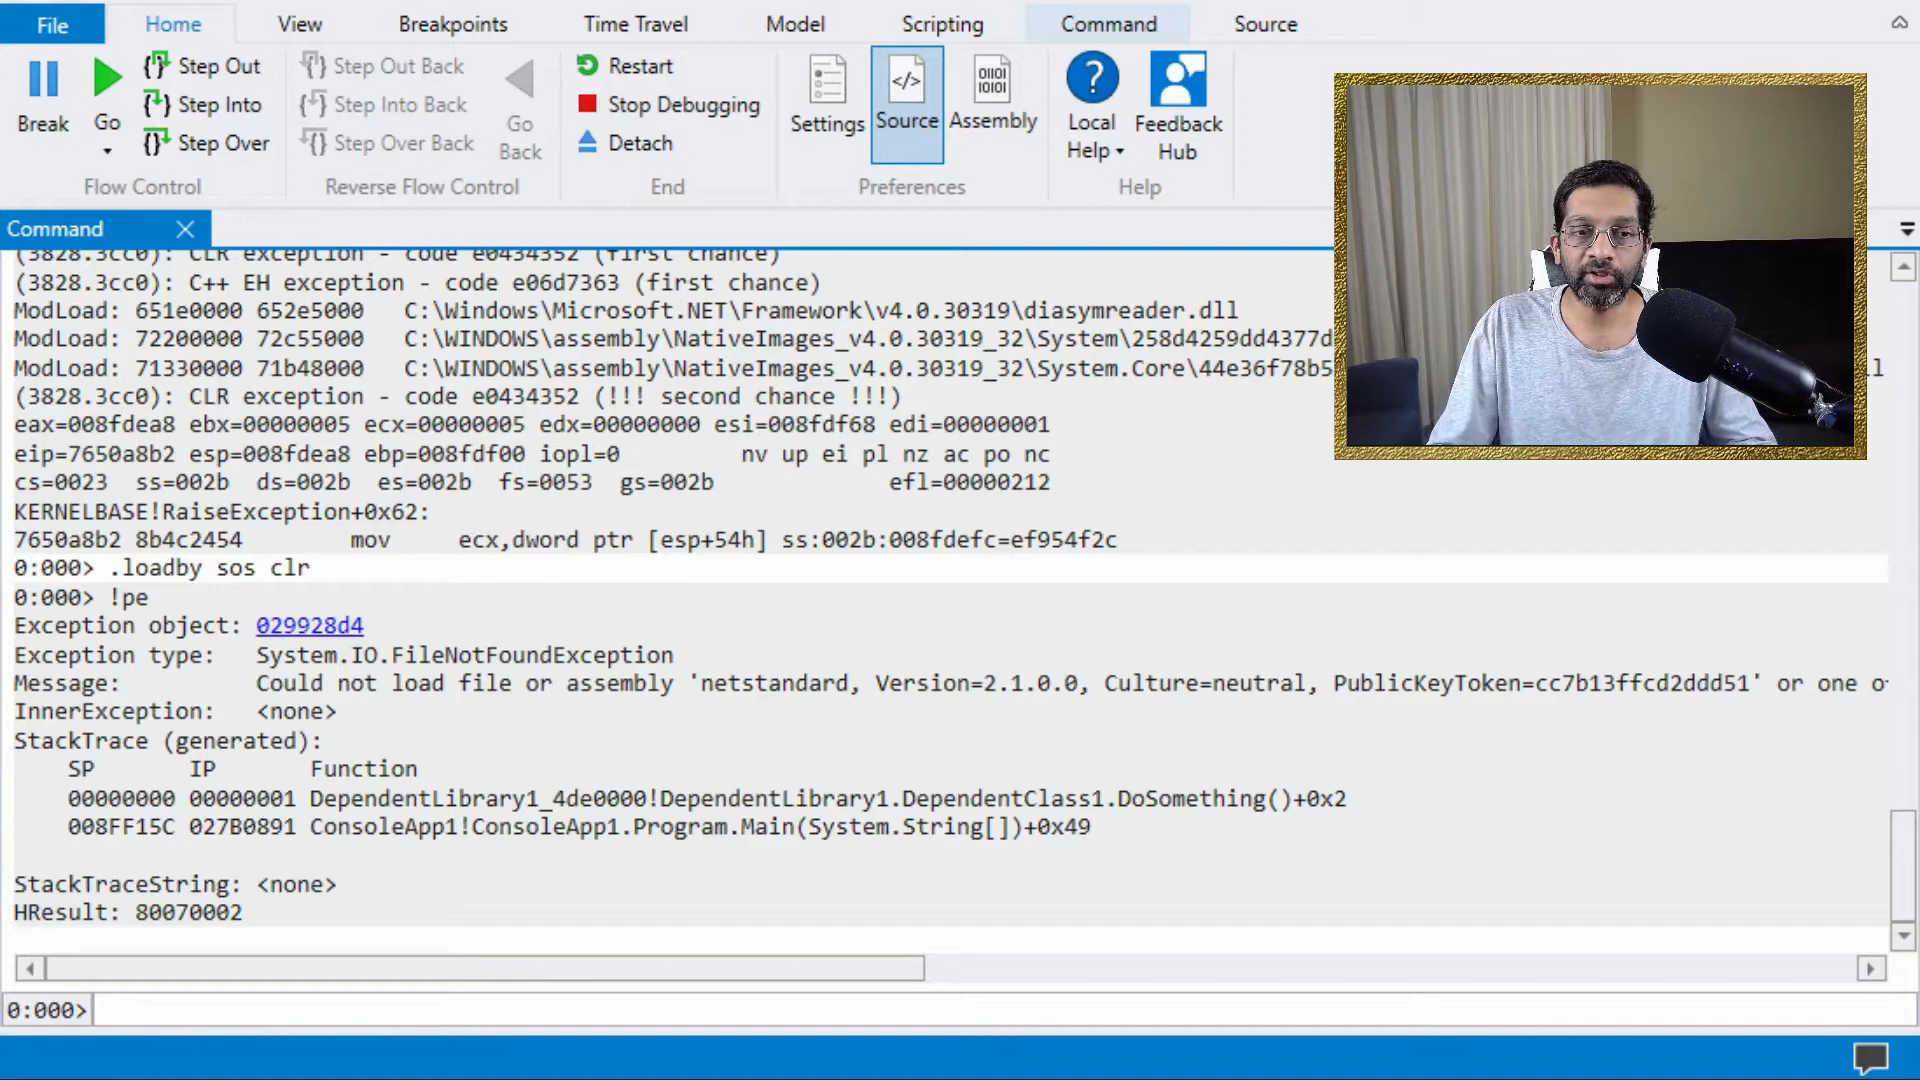 File Home View Breakpoints Time Travel Model Scripting Command Source
Break
Go
Step Out
Step Into
Step Over
Flow Control
Step Out Back
Step Into Back
Step Over Back
Go Back
Reverse Flow Control
Restart
Stop Debugging
Detach
End
Settings
Source
Assembly
Preferences
Local Help
Feedback Hub
Help
Command
(3828.3cc0): CLR exception - code e0434352 (first chance)
(3828.3cc0): C++ EH exception - code e06d7363 (first chance)
ModLoad: 651e0000 652e5000   C:\Windows\Microsoft.NET\Framework\v4.0.30319\diasymreader.dll
ModLoad: 72200000 72c55000   C:\WINDOWS\assembly\NativeImages_v4.0.30319_32\System\258d4259dd4377d
ModLoad: 71330000 71b48000   C:\WINDOWS\assembly\NativeImages_v4.0.30319_32\System.Core\44e36f78b5
(3828.3cc0): CLR exception - code e0434352 (!!! second chance !!!)
eax=008fdea8 ebx=00000005 ecx=00000005 edx=00000000 esi=008fdf68 edi=00000001
eip=7650a8b2 esp=008fdea8 ebp=008fdf00 iopl=0         nv up ei pl nz ac po nc
cs=0023  ss=002b  ds=002b  es=002b  fs=0053  gs=002b             efl=00000212
KERNELBASE!RaiseException+0x62:
7650a8b2 8b4c2454        mov     ecx,dword ptr [esp+54h] ss:002b:008fdefc=ef954f2c
0:000> .loadby sos clr
0:000> !pe
Exception object: 029928d4
Exception type:   System.IO.FileNotFoundException
Message:          Could not load file or assembly 'netstandard, Version=2.1.0.0, Culture=neutral, PublicKeyToken=cc7b13ffcd2ddd51' or one
InnerException:   <none>
StackTrace (generated):
    SP       IP       Function
    00000000 00000001 DependentLibrary1_4de0000!DependentLibrary1.DependentClass1.DoSomething()+0x2
    008FF15C 027B0891 ConsoleApp1!ConsoleApp1.Program.Main(System.String[])+0x49
StackTraceString: <none>
HResult: 80070002
0:000>